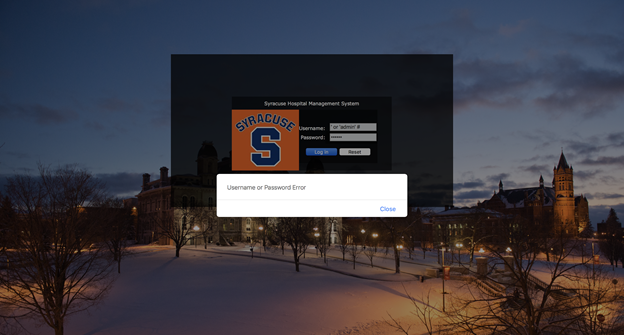 Syracuse Hospital Management System
SYRACUSE
S
Username: ' or 'admin' #
Password: ••••••
Log in Reset
Username or Password Error
Close